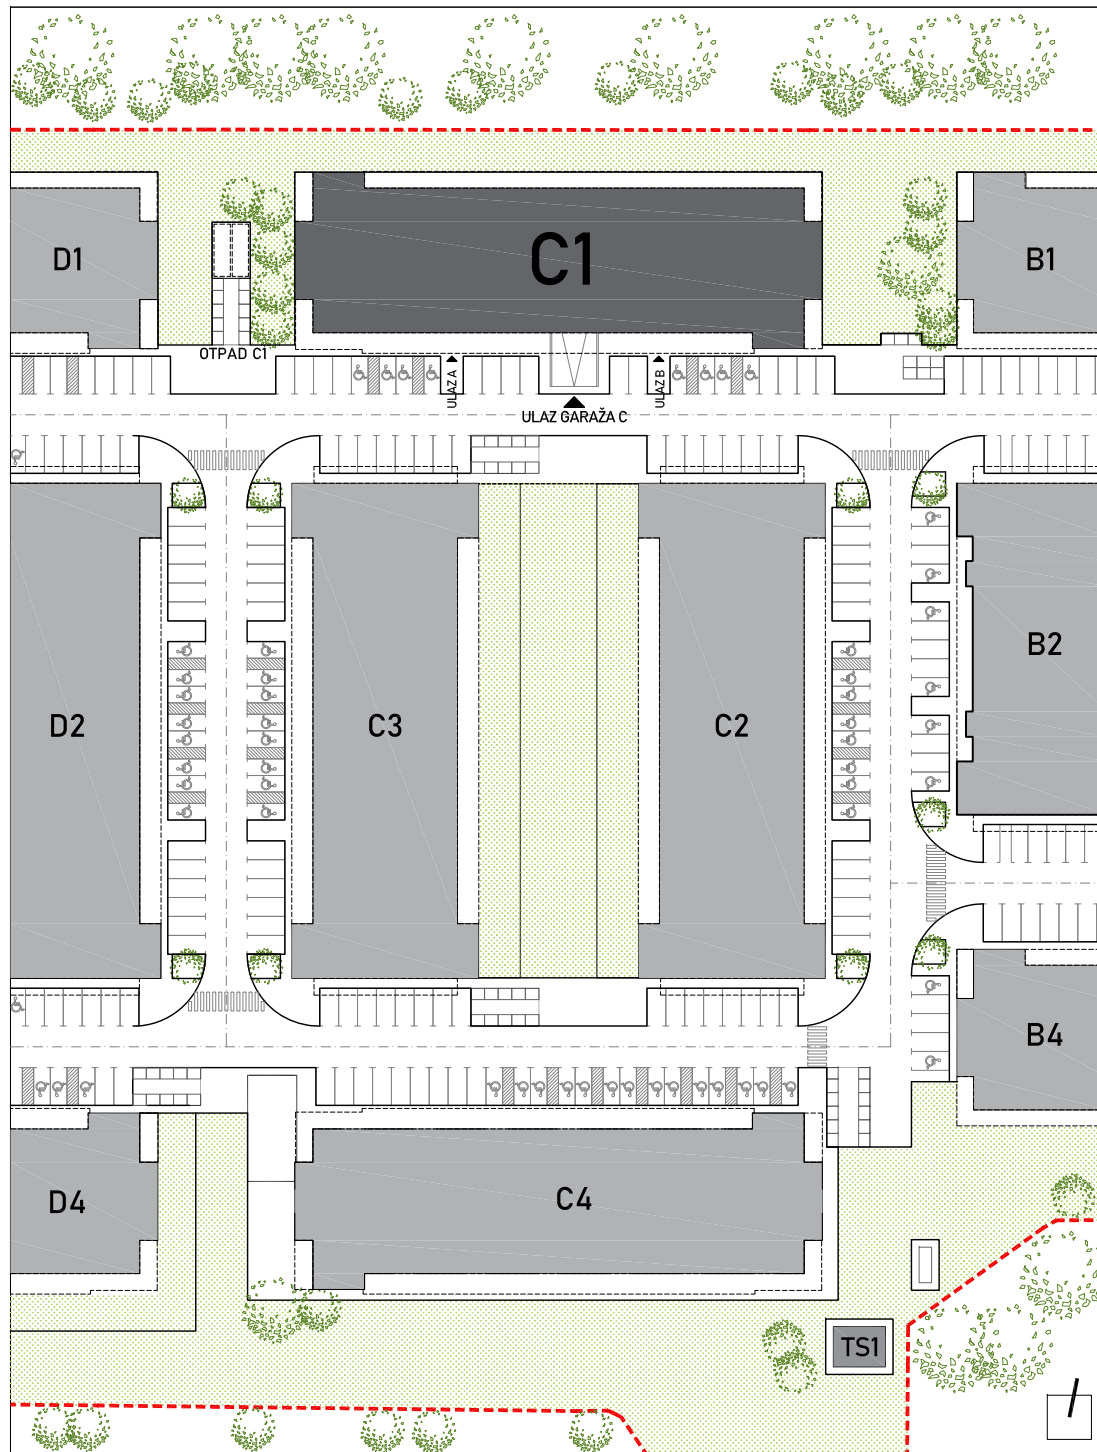 D1
C1
B1
OTPAD C1
ULAZ A
ULAZ B
ULAZ GARAŽA C
B2
D2
C3
C2
B4
D4
C4
TS1